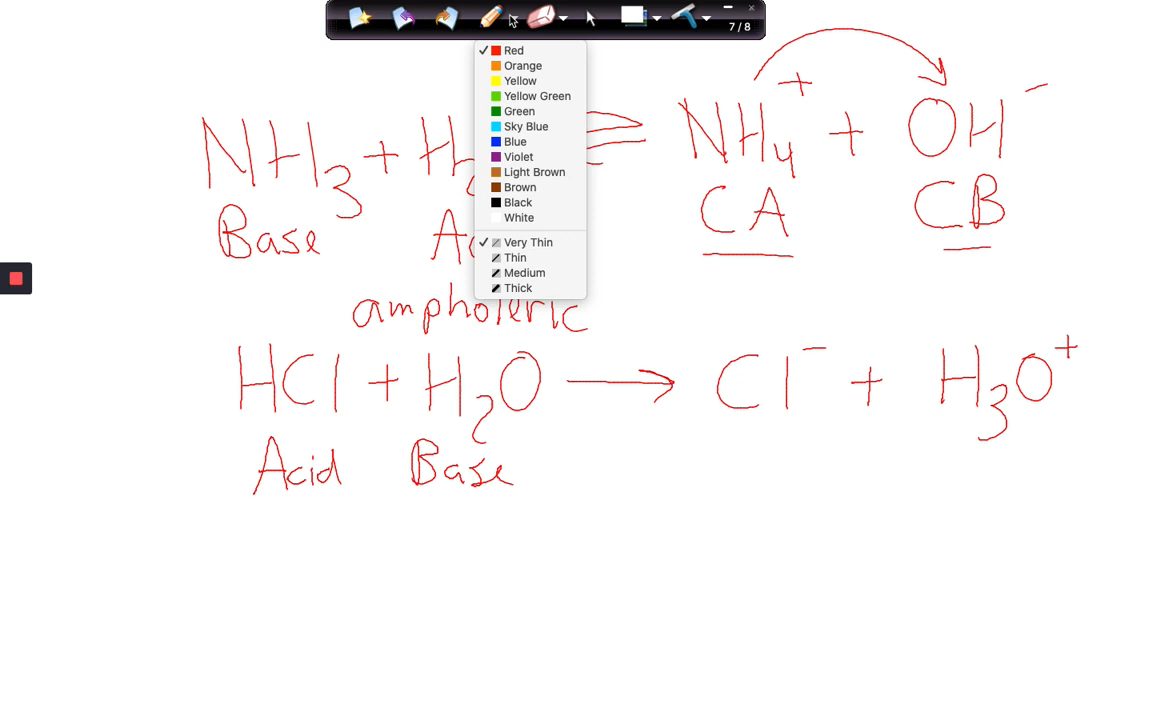 7 / 8
Red
Orange
Yellow
Yellow Green
Green
Sky Blue
Blue
Violet
Light Brown
Brown
Black
White
Very Thin
Thin
Medium
Thick
NH3 + H ⇌ NH4+ + OH-
Base A CA CB
amphoteric
HCl + H2O → Cl- + H3O+
Acid Base